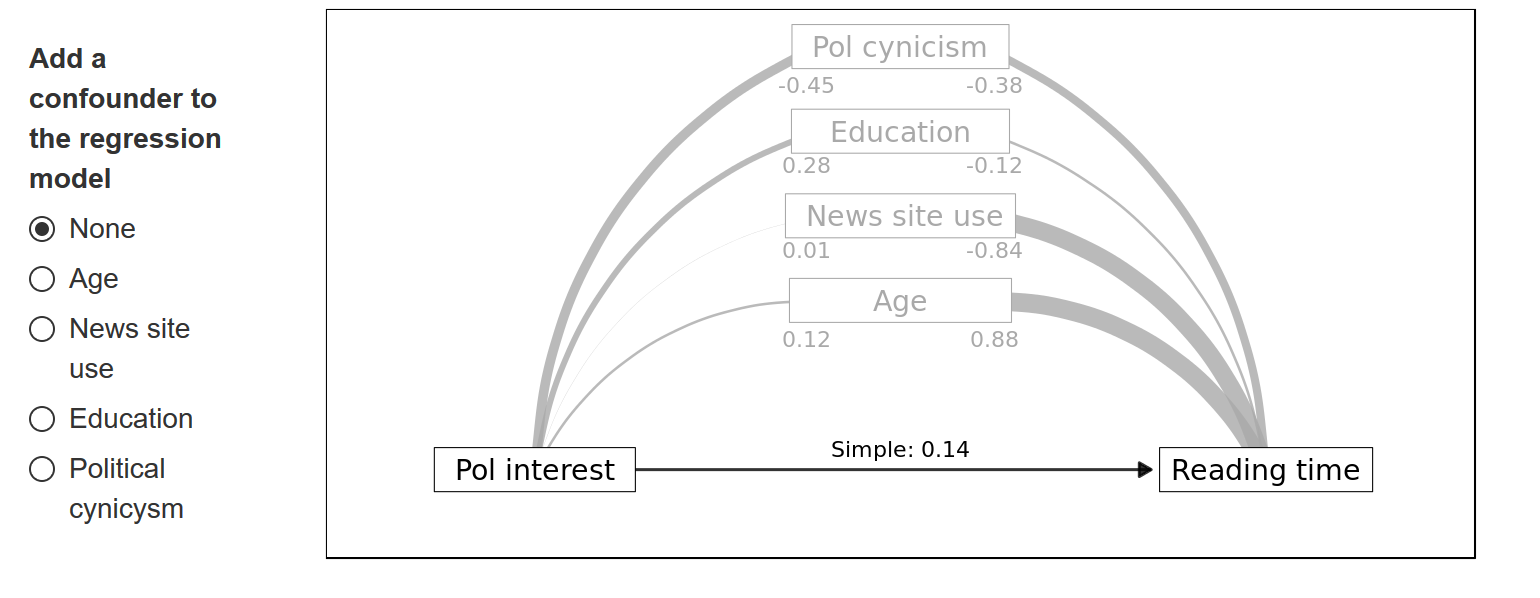 Add a
confounder to
the regression
model
None
Age
News site
use
Education
Political
cynicysm
Pol cynicism
-0.45 -0.38
Education
0.28 -0.12
News site use
0.01 -0.84
Age
0.12 0.88
Simple: 0.14
Pol interest Reading time